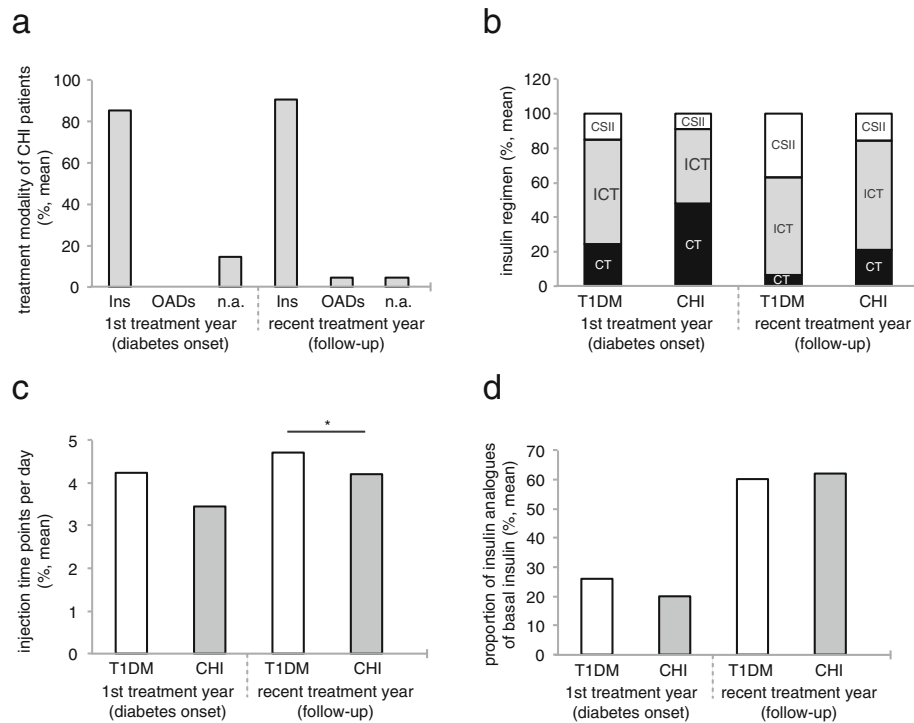 a
treatment modality of CHI patients
(%, mean)
100
80
60
40
20
0
Ins OADs n.a. Ins OADs n.a.
1st treatment year recent treatment year
(diabetes onset) (follow-up)
b
insulin regimen (%, mean)
120
100
80
60
40
20
0
CSII CSII CSII CSII
ICT ICT ICT ICT
CT CT CT CT
T1DM CHI T1DM CHI
1st treatment year recent treatment year
(diabetes onset) (follow-up)
c
injection time points per day
(%, mean)
5
4
3
2
1
0
*
T1DM CHI T1DM CHI
1st treatment year recent treatment year
(diabetes onset) (follow-up)
d
proportion of insulin analogues
of basal insulin (%, mean)
70
60
50
40
30
20
10
0
T1DM CHI T1DM CHI
1st treatment year recent treatment year
(diabetes onset) (follow-up)